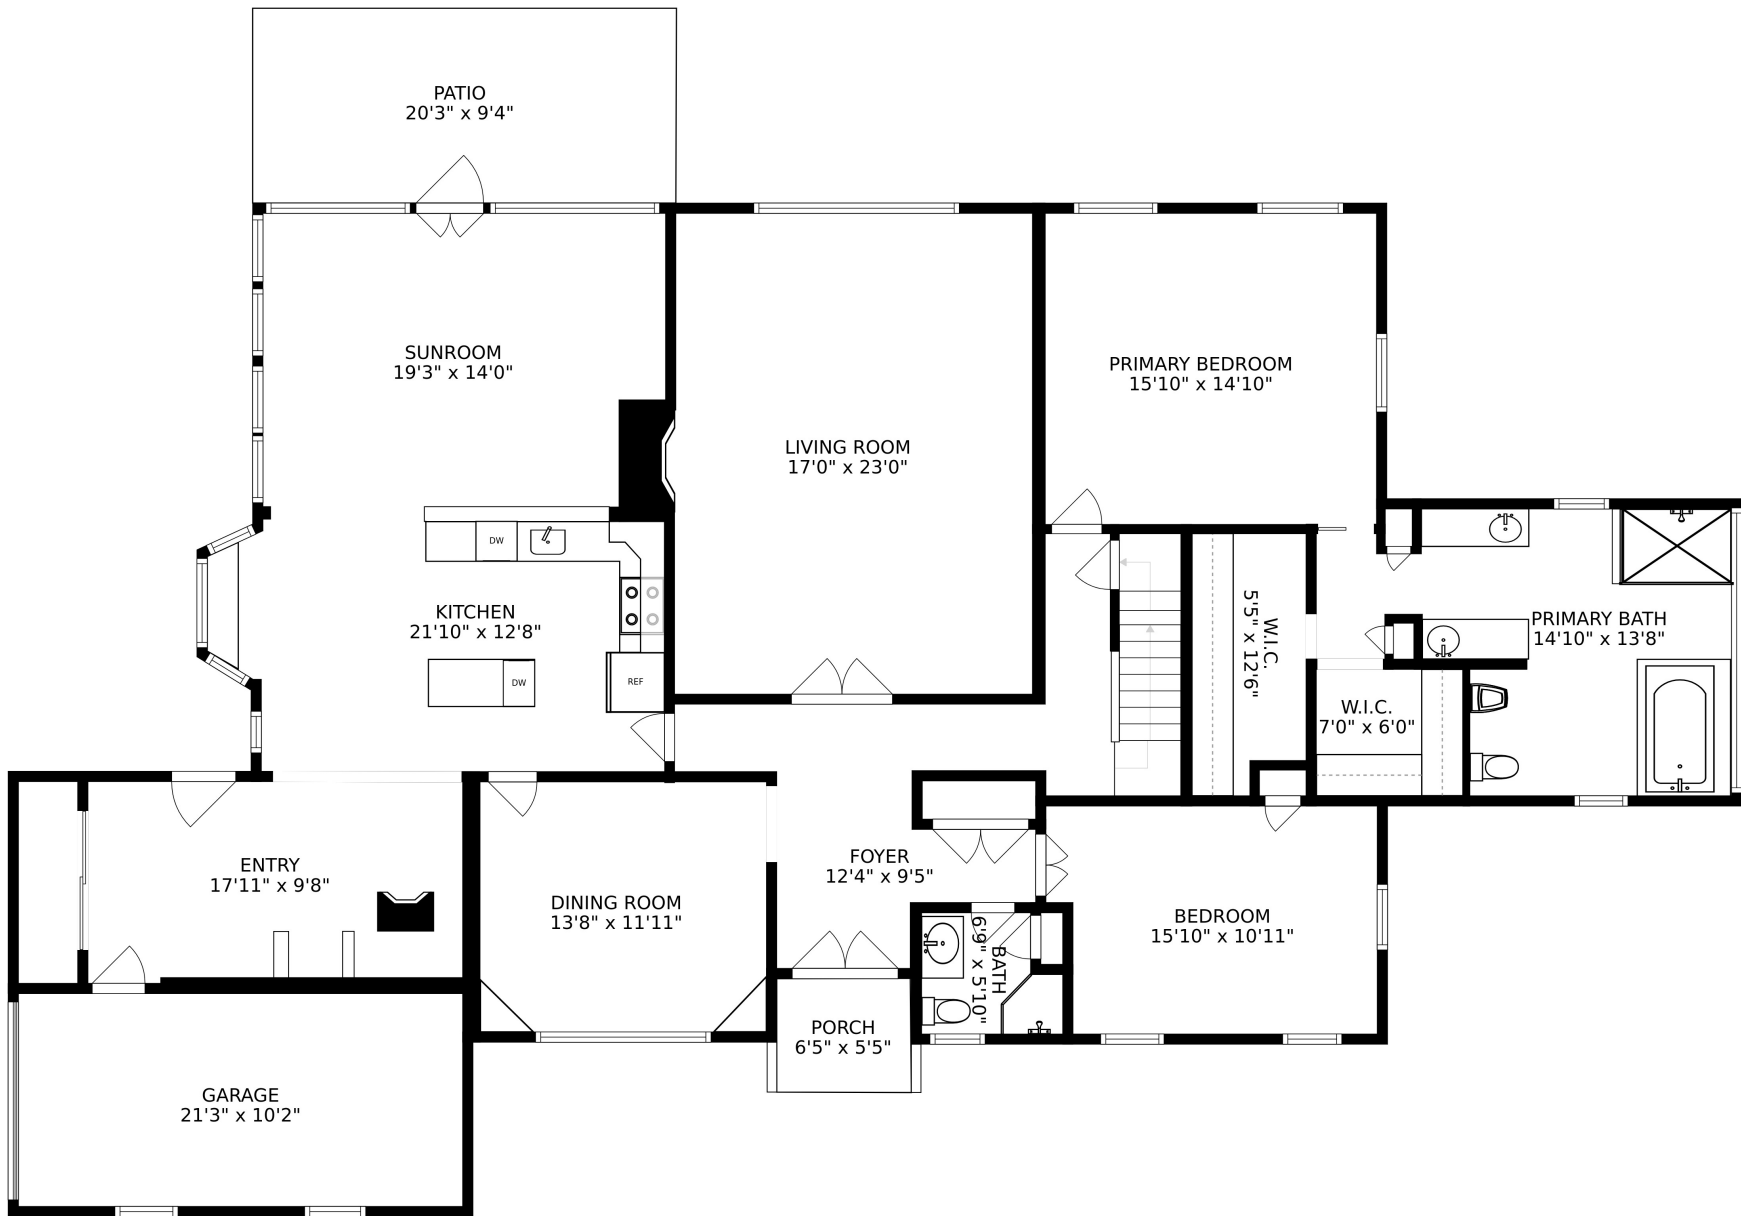 PATIO
20'3" x 9'4"
SUNROOM
19'3" x 14'0"
PRIMARY BEDROOM
15'10" x 14'10"
LIVING ROOM
17'0" x 23'0"
DW
KITCHEN
21'10" x 12'8"
W.I.C.
5'5" x 12'6"
PRIMARY BATH
14'10" x 13'8"
REF
DW
W.I.C.
7'0" x 6'0"
ENTRY
17'11" x 9'8"
FOYER
12'4" x 9'5"
DINING ROOM
13'8" x 11'11"
BEDROOM
15'10" x 10'11"
BATH
6'9" x 5'10"
PORCH
6'5" x 5'5"
GARAGE
21'3" x 10'2"